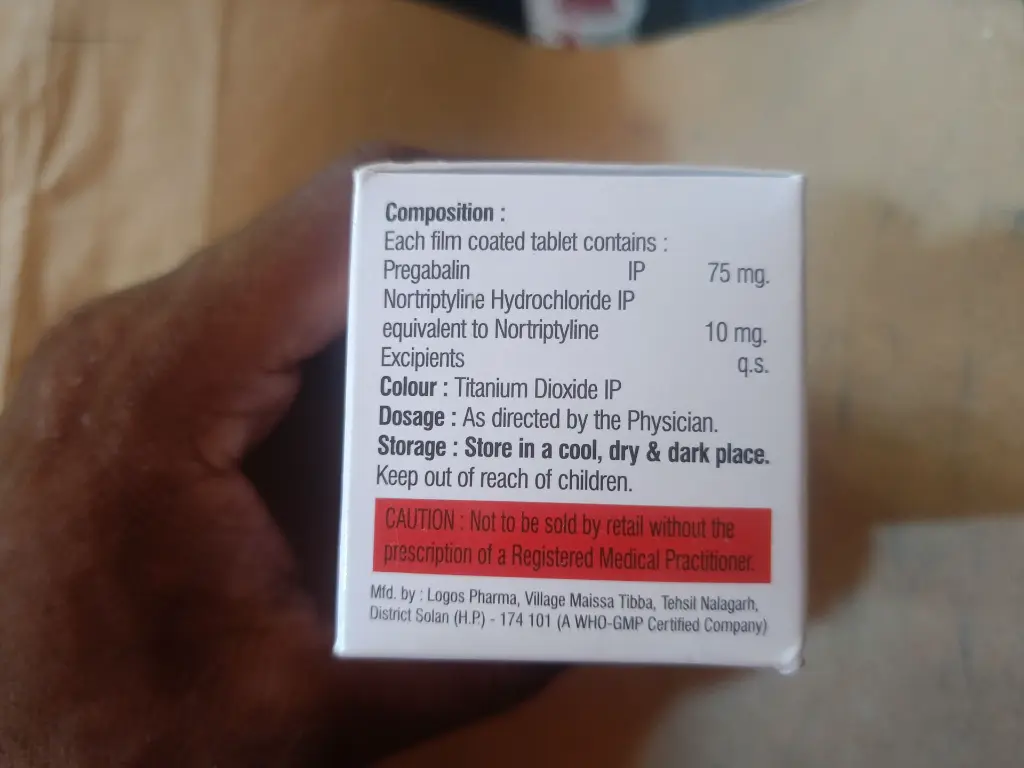 Composition :
Each film coated tablet contains :
Pregabalin IP 75 mg.
Nortriptyline Hydrochloride IP
equivalent to Nortriptyline 10 mg.
Excipients q.s.
Colour : Titanium Dioxide IP
Dosage : As directed by the Physician.
Storage : Store in a cool, dry & dark place.
Keep out of reach of children.
CAUTION : Not to be sold by retail without the
prescription of a Registered Medical Practitioner.
Mfd. by : Logos Pharma, Village Maissa Tibba, Tehsil Nalagarh,
District Solan (H.P.) - 174 101 (A WHO-GMP Certified Company)